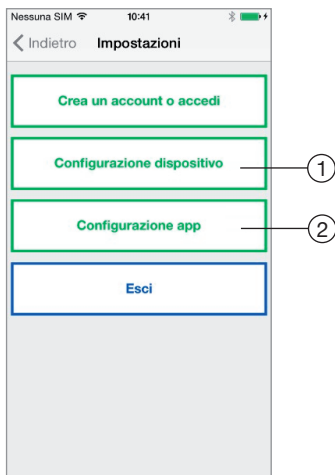 Nessuna SIM 10:41
Indietro Impostazioni
Crea un account o accedi
Configurazione dispositivo 1
Configurazione app 2
Esci